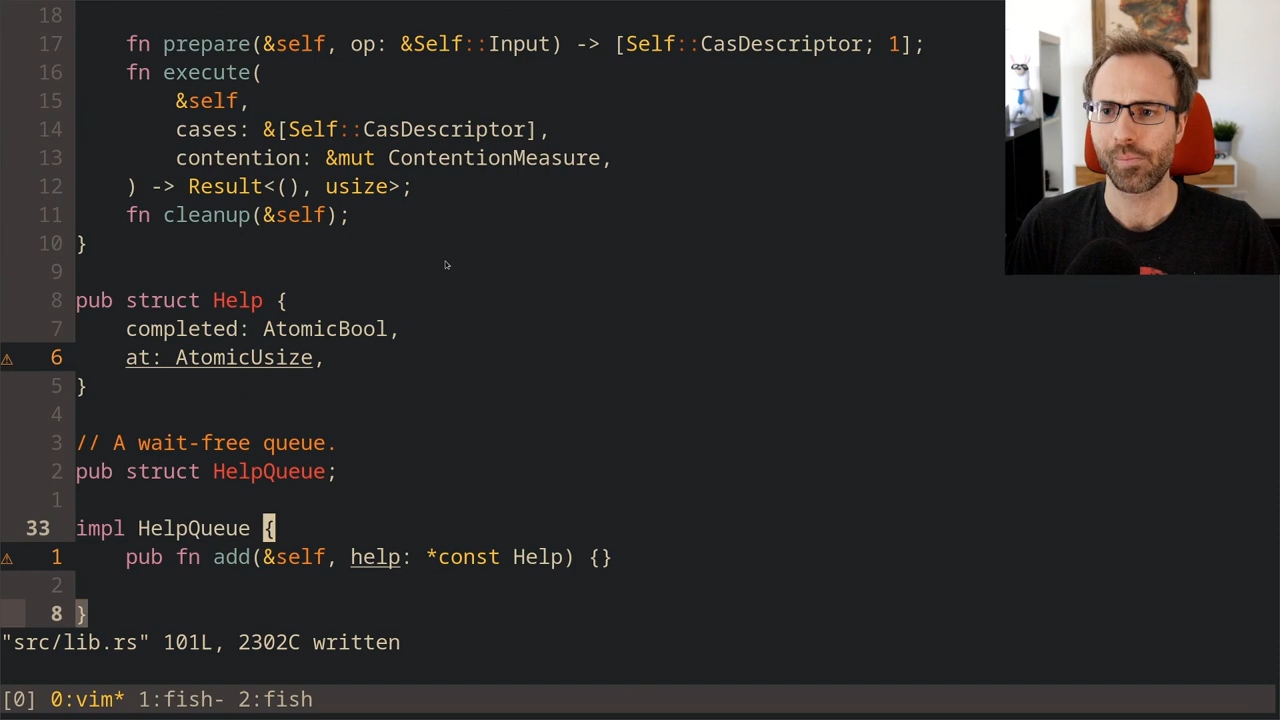 18
17 fn prepare(&self, op: &Self::Input) -> [Self::CasDescriptor; 1];
16 fn execute(
15 &self,
14 cases: &[Self::CasDescriptor],
13 contention: &mut ContentionMeasure,
12 ) -> Result<(), usize>;
11 fn cleanup(&self);
10 }
9
8 pub struct Help {
7 completed: AtomicBool,
⚠ 6 at: AtomicUsize,
5 }
4
3 // A wait-free queue.
2 pub struct HelpQueue;
1
33 impl HelpQueue {
⚠ 1 pub fn add(&self, help: *const Help) {}
2
8 }
"src/lib.rs" 101L, 2302C written
[0] 0:vim* 1:fish- 2:fish